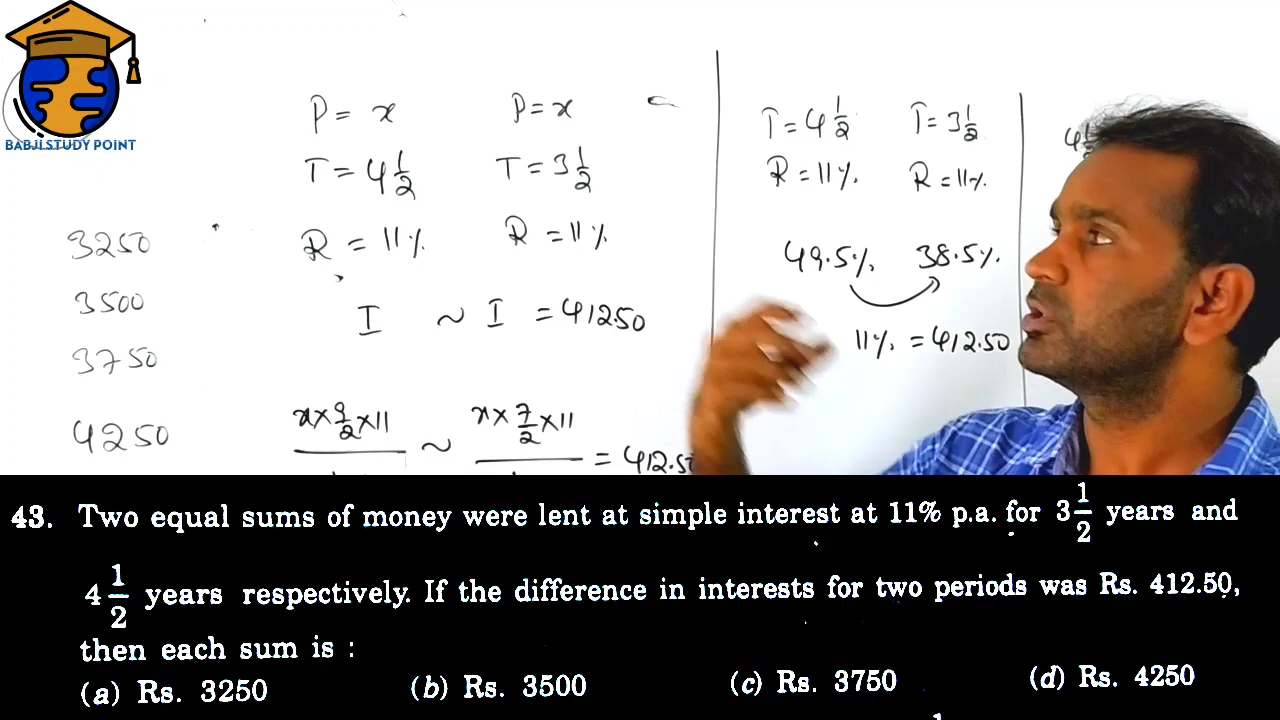 BABJI STUDY POINT
P = x P = x
T = 4 1/2 T = 3 1/2
R = 11% R = 11%
I ~ I = 41250
x × 9/2 × 11 ~ x × 7/2 × 11 = 412.50
3250
3500
3750
4250
T = 4 1/2 T = 3 1/2
R = 11% R = 11%
49.5% 38.5%
11% = 412.50
43. Two equal sums of money were lent at simple interest at 11% p.a. for 3 1/2 years and
4 1/2 years respectively. If the difference in interests for two periods was Rs. 412.50,
then each sum is :
(a) Rs. 3250 (b) Rs. 3500 (c) Rs. 3750 (d) Rs. 4250